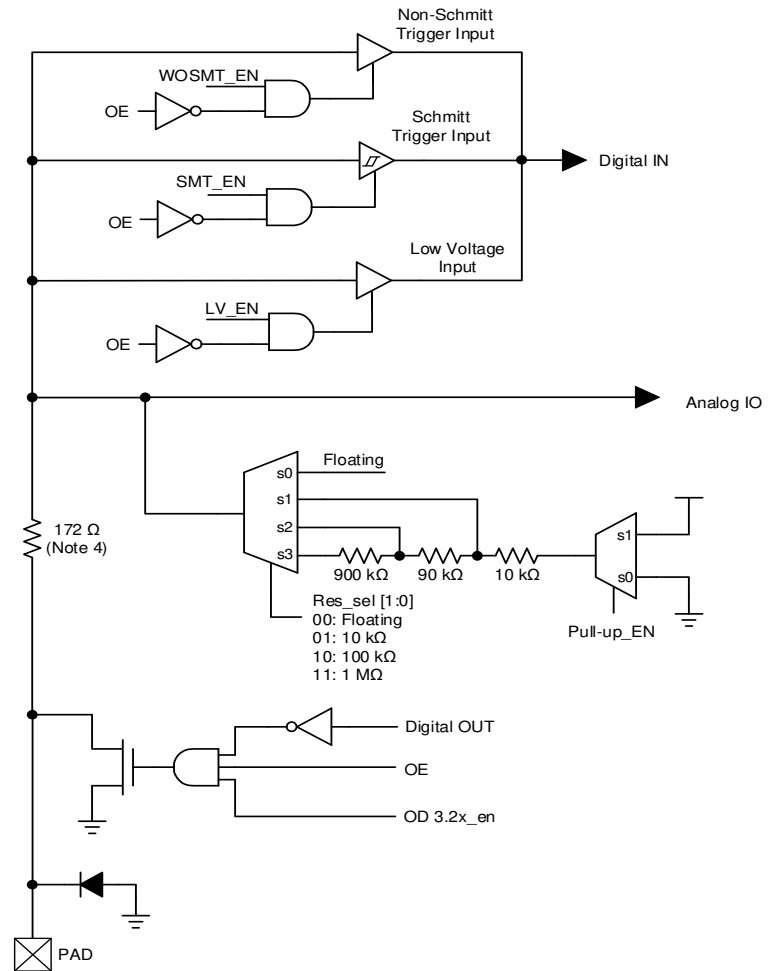 Non-Schmitt
Trigger Input
WOSMT_EN
OE
Schmitt
Trigger Input
Digital IN
SMT_EN
OE
Low Voltage
Input
LV_EN
OE
Analog IO
Floating
s0
s1
s2
s3
172 Ω
(Note 4)
900 kΩ
90 kΩ
10 kΩ
s1
s0
Res_sel [1:0]
00: Floating
01: 10 kΩ
10: 100 kΩ
11: 1 MΩ
Pull-up_EN
Digital OUT
OE
OD 3.2x_en
PAD